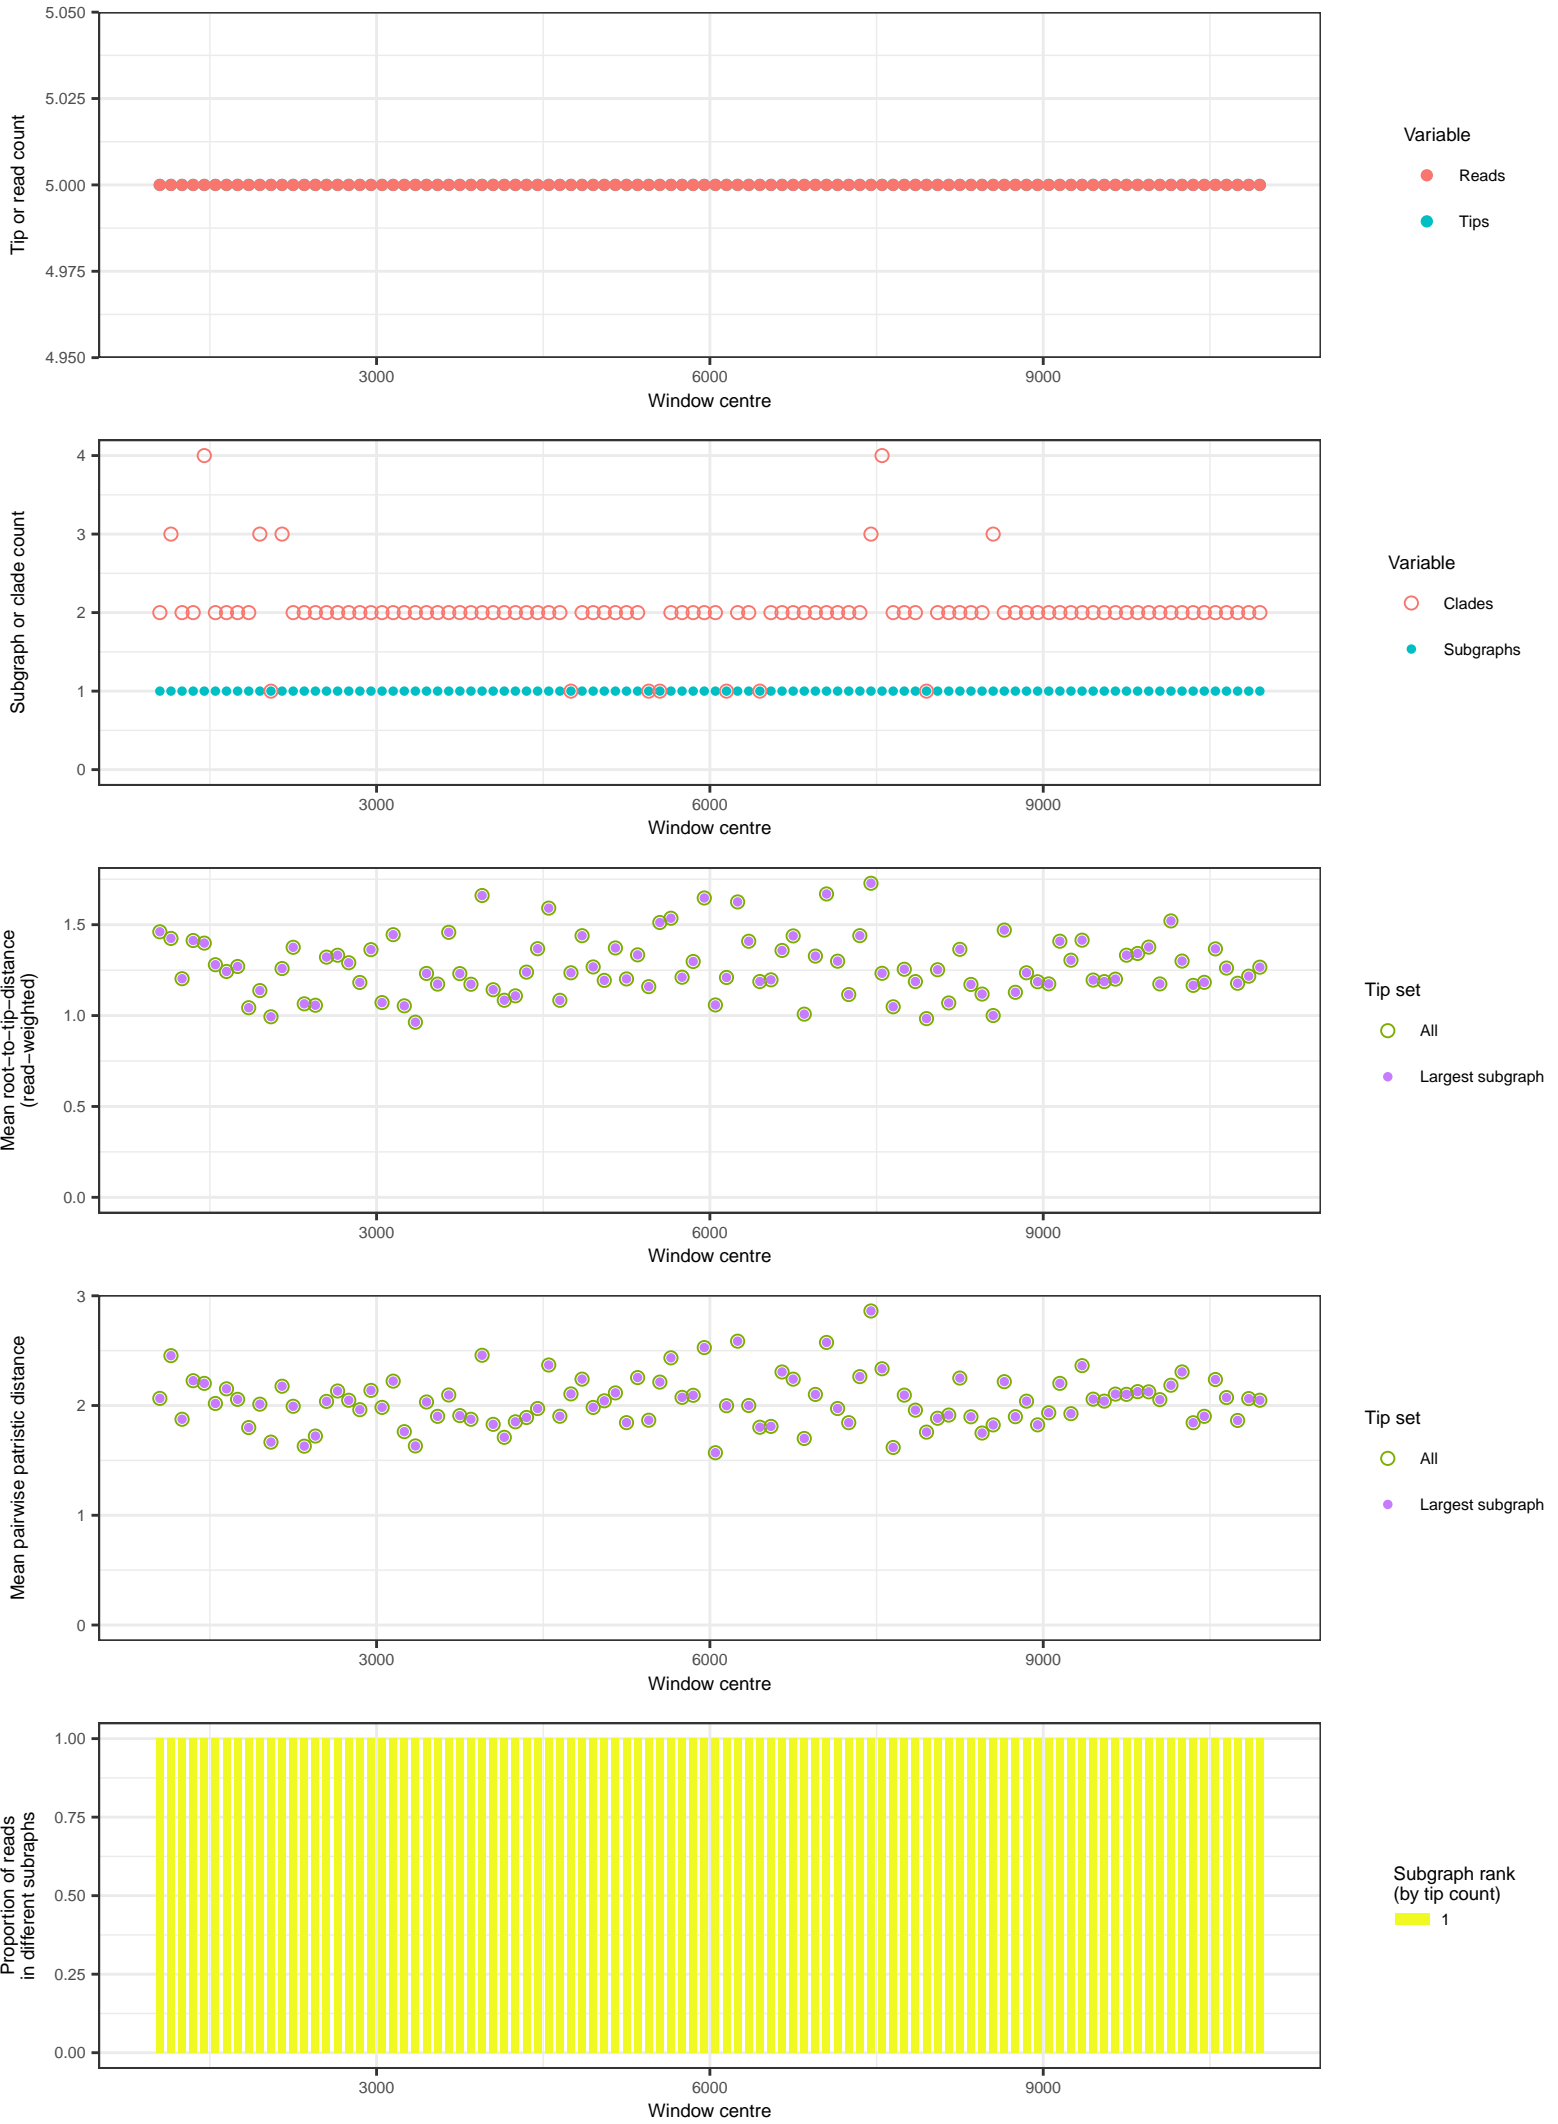 5.050
5.025
5.000
4.975
4.950
Tip or read count
3000 6000 9000
Window centre
Variable
Reads
Tips
4
3
2
1
0
Subgraph or clade count
3000 6000 9000
Window centre
Variable
Clades
Subgraphs
1.5
1.0
0.5
0.0
Mean root−to−tip−distance
(read−weighted)
3000 6000 9000
Window centre
Tip set
All
Largest subgraph
3
2
1
0
Mean pairwise patristic distance
3000 6000 9000
Window centre
Tip set
All
Largest subgraph
1.00
0.75
0.50
0.25
0.00
Proportion of reads
in different subraphs
3000 6000 9000
Window centre
Subgraph rank
(by tip count)
1